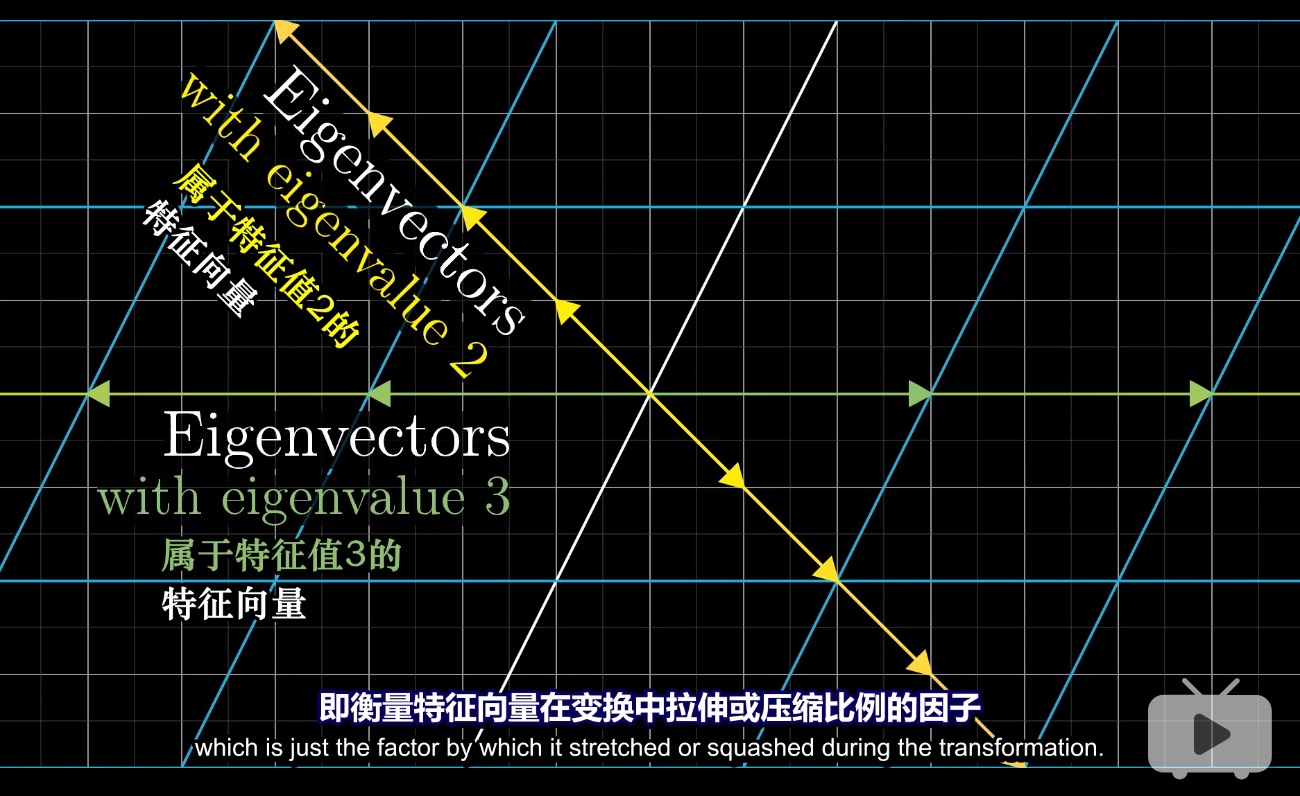 Eigenvectors
with eigenvalue 2
属于特征值2的
特征向量
Eigenvectors
with eigenvalue 3
属于特征值3的
特征向量
即衡量特征向量在变换中拉伸或压缩比例的因子
which is just the factor by which it stretched or squashed during the transformation.